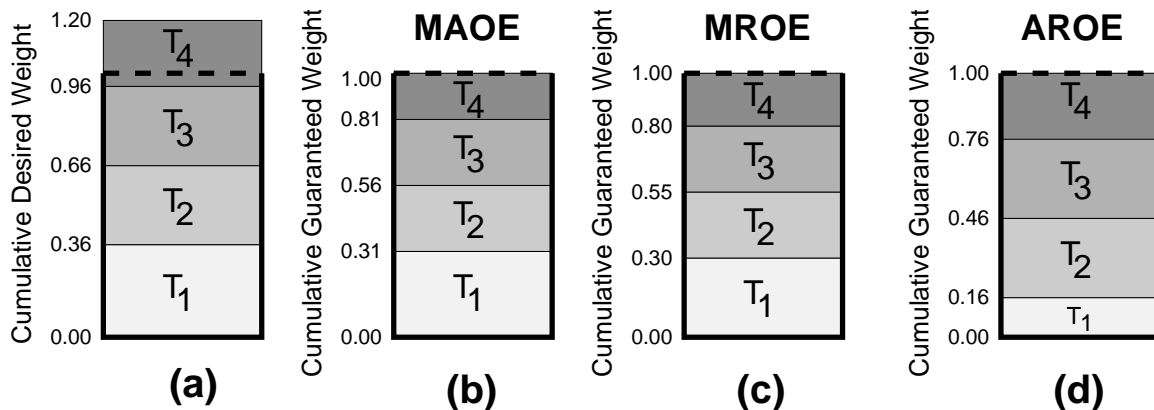 Cumulative Desired Weight
1.20
0.96
0.66
0.36
0.00
T4
T3
T2
T1
(a)
MAOE
Cumulative Guaranteed Weight
1.00
0.81
0.56
0.31
0.00
T4
T3
T2
T1
(b)
MROE
Cumulative Guaranteed Weight
1.00
0.80
0.55
0.30
0.00
T4
T3
T2
T1
(c)
AROE
Cumulative Guaranteed Weight
1.00
0.76
0.46
0.16
0.00
T4
T3
T2
T1
(d)